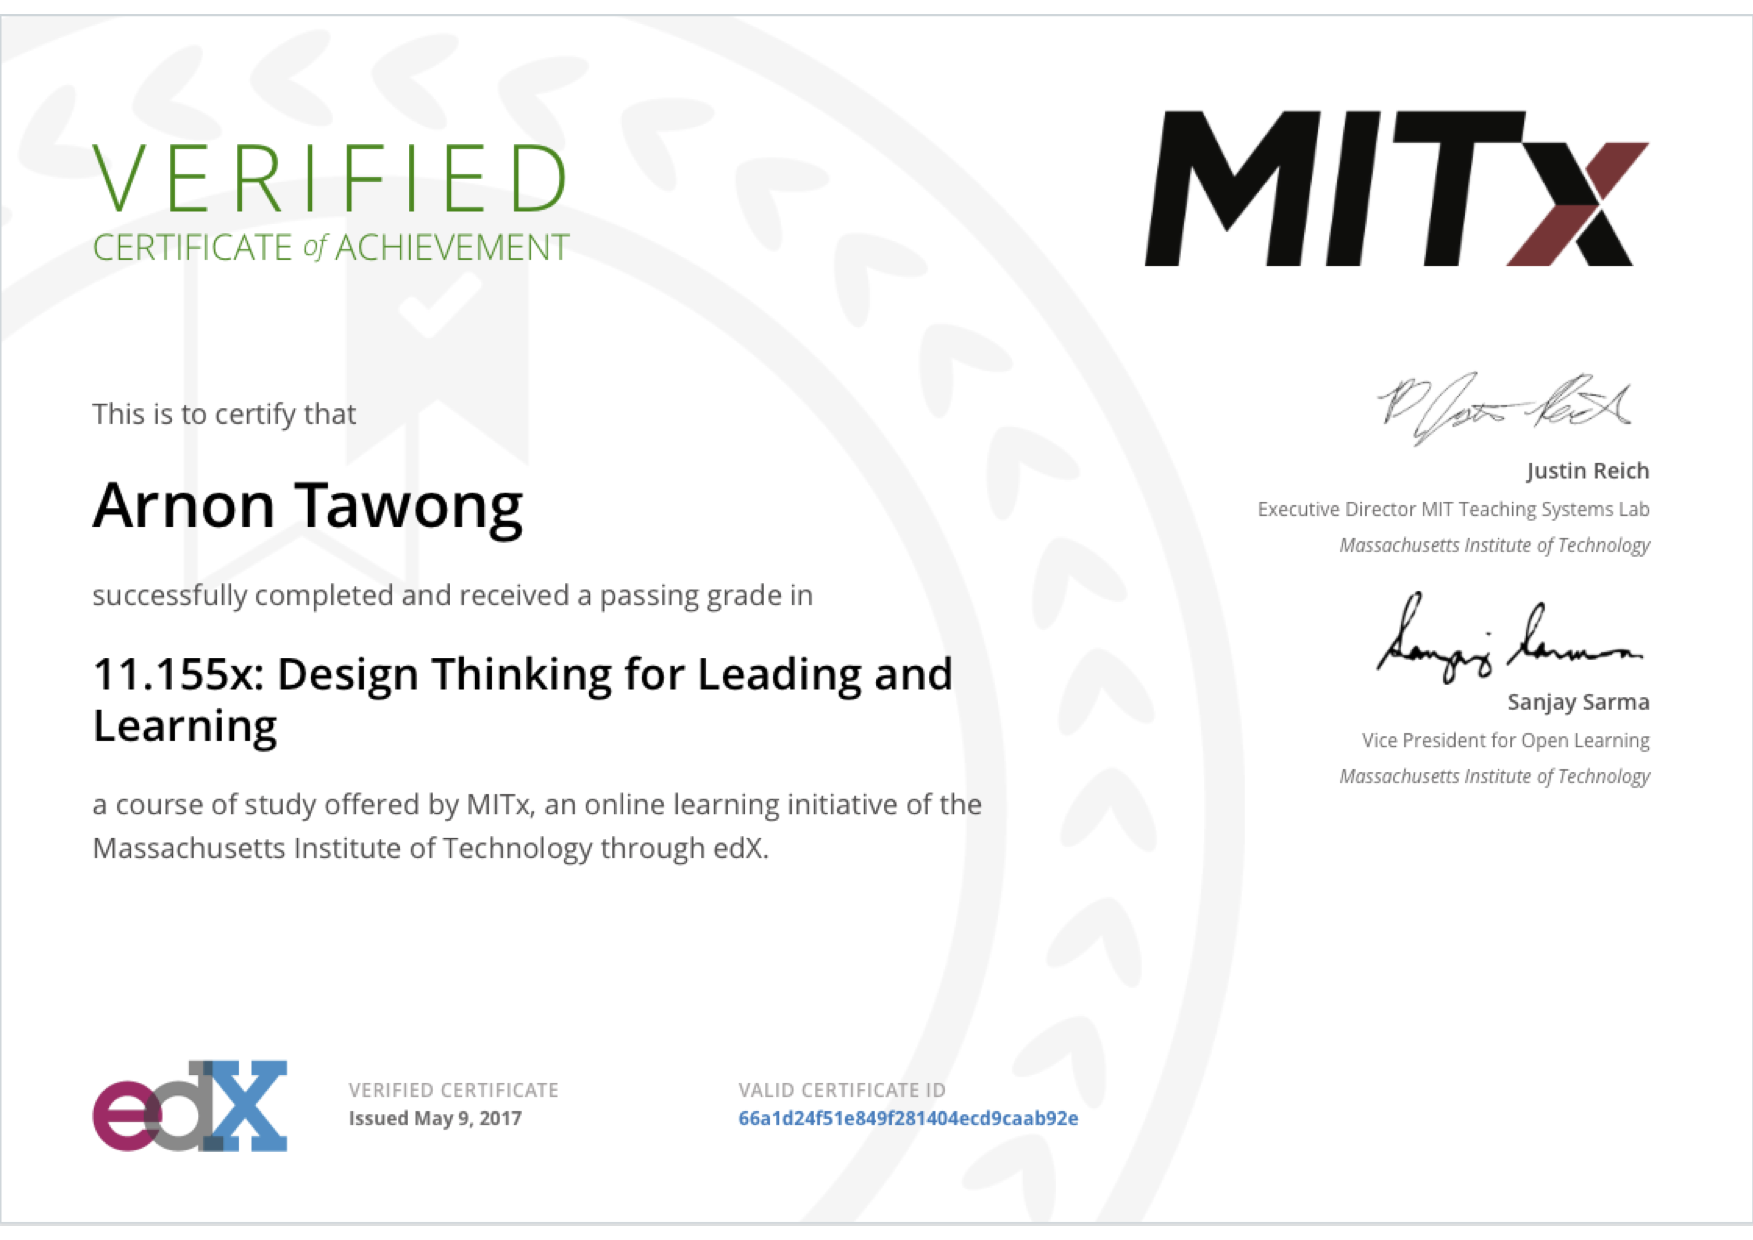 VERIFIED
CERTIFICATE of ACHIEVEMENT
MITx
This is to certify that
Arnon Tawong
successfully completed and received a passing grade in
11.155x: Design Thinking for Leading and
Learning
a course of study offered by MITx, an online learning initiative of the
Massachusetts Institute of Technology through edX.
Justin Reich
Executive Director MIT Teaching Systems Lab
Massachusetts Institute of Technology
Sanjay Sarma
Sanjay Sarma
Vice President for Open Learning
Massachusetts Institute of Technology
edX
VERIFIED CERTIFICATE
Issued May 9, 2017
VALID CERTIFICATE ID
66a1d24f51e849f281404ecd9caab92e